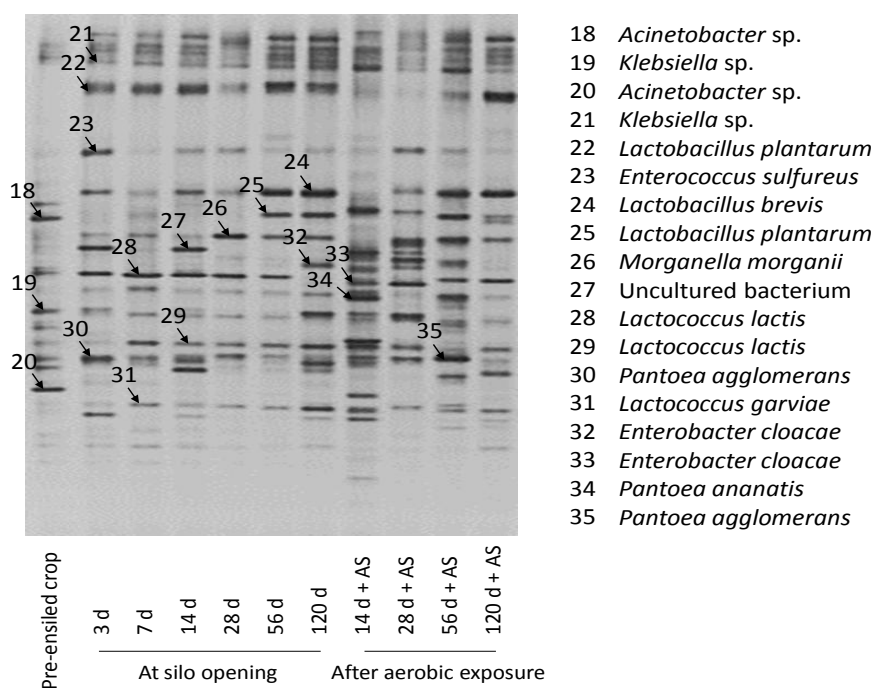 21
22
23
24
18
25
26
27
32
28
33
34
19
29
30
35
20
31
Pre-ensiled crop
3 d
7 d
14 d
28 d
56 d
120 d
14 d + AS
28 d + AS
56 d + AS
120 d + AS
At silo opening
After aerobic exposure
18 Acinetobacter sp.
19 Klebsiella sp.
20 Acinetobacter sp.
21 Klebsiella sp.
22 Lactobacillus plantarum
23 Enterococcus sulfureus
24 Lactobacillus brevis
25 Lactobacillus plantarum
26 Morganella morganii
27 Uncultured bacterium
28 Lactococcus lactis
29 Lactococcus lactis
30 Pantoea agglomerans
31 Lactococcus garviae
32 Enterobacter cloacae
33 Enterobacter cloacae
34 Pantoea ananatis
35 Pantoea agglomerans